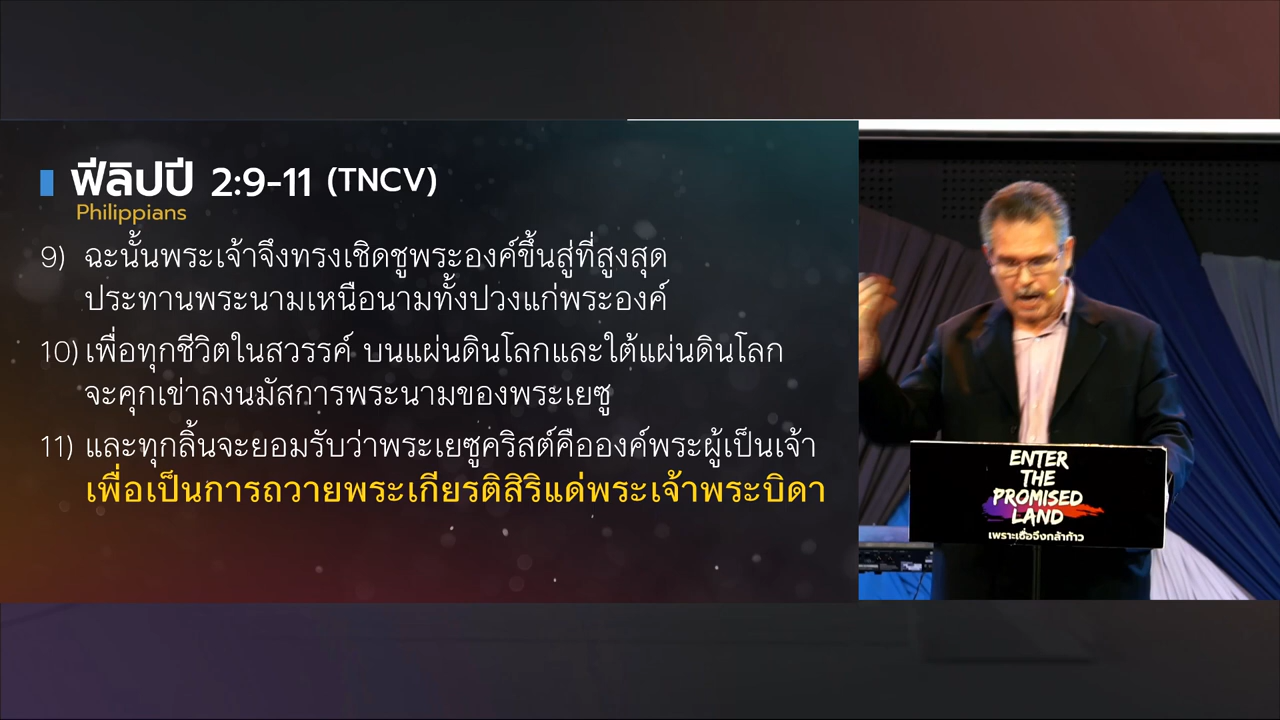 ฟีลิปปี 2:9-11 (TNCV)
Philippians
9) ฉะนั้นพระเจ้าจึงทรงเชิดชูพระองค์ขึ้นสู่ที่สูงสุด
ประทานพระนามเหนือนามทั้งปวงแก่พระองค์
10) เพื่อทุกชีวิตในสวรรค์ บนแผ่นดินโลกและใต้แผ่นดินโลก
จะคุกเข่าลงนมัสการพระนามของพระเยซู
11) และทุกลิ้นจะยอมรับว่าพระเยซูคริสต์คือองค์พระผู้เป็นเจ้า
เพื่อเป็นการถวายพระเกียรติสิริแด่พระเจ้าพระบิดา
ENTER
THE
PROMISED
LAND
เพราะเชื่อจึงกล้าก้าว